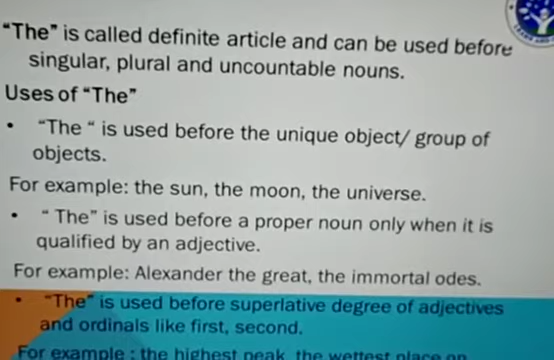 "The" is called definite article and can be used before
singular, plural and uncountable nouns.
Uses of "The"
• "The " is used before the unique object/ group of
objects.
For example: the sun, the moon, the universe.
• " The" is used before a proper noun only when it is
qualified by an adjective.
For example: Alexander the great, the immortal odes.
• "The" is used before superlative degree of adjectives
and ordinals like first, second.
For example : the highest peak, the wettest place on